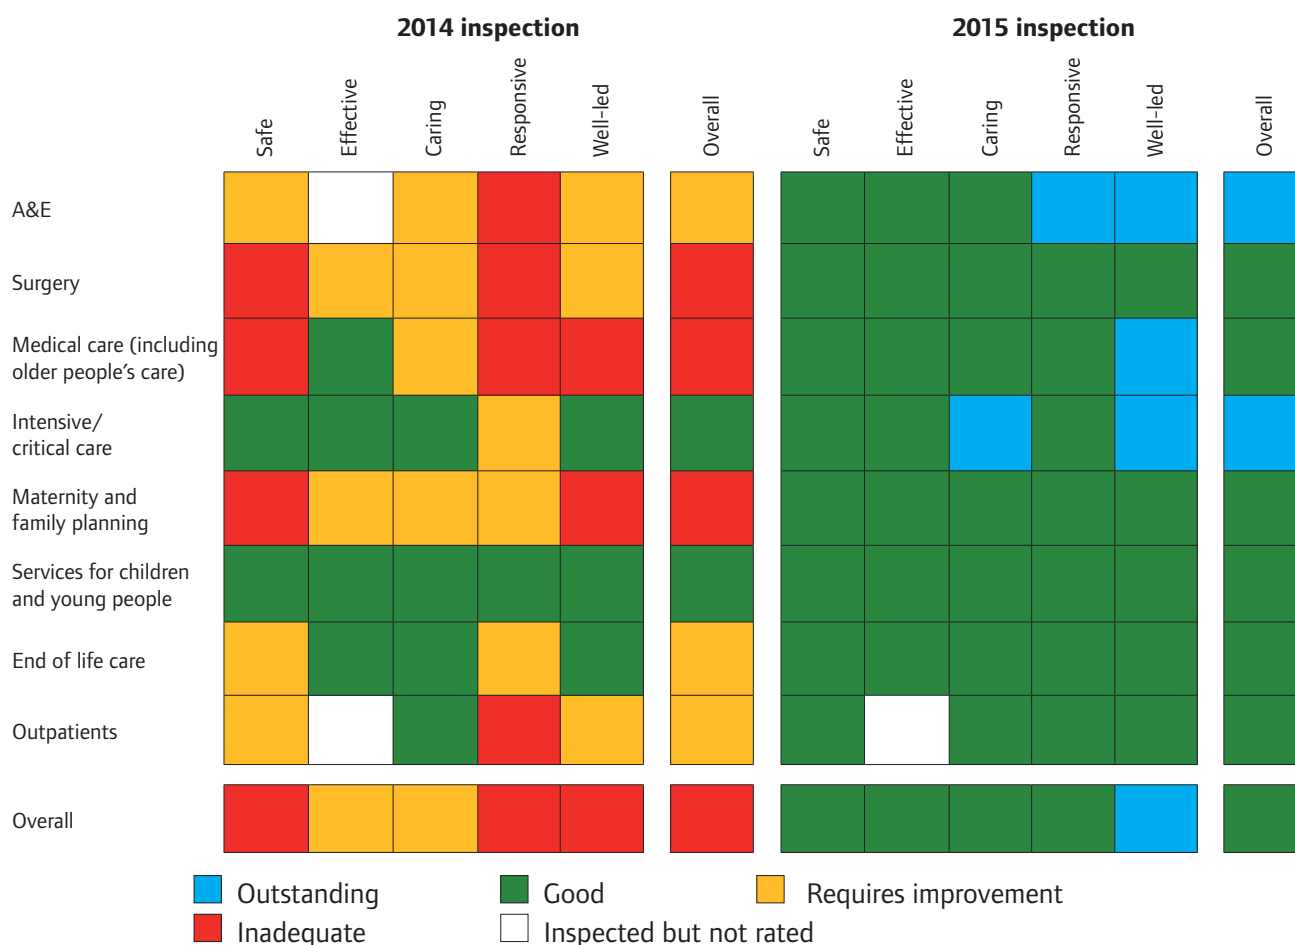 2014 inspection
2015 inspection
Safe
Effective
Caring
Responsive
Well-led
Overall
Safe
Effective
Caring
Responsive
Well-led
Overall
A&E
Surgery
Medical care (including
older people's care)
Intensive/
critical care
Maternity and
family planning
Services for children
and young people
End of life care
Outpatients
Overall
Outstanding
Good
Requires improvement
Inadequate
Inspected but not rated